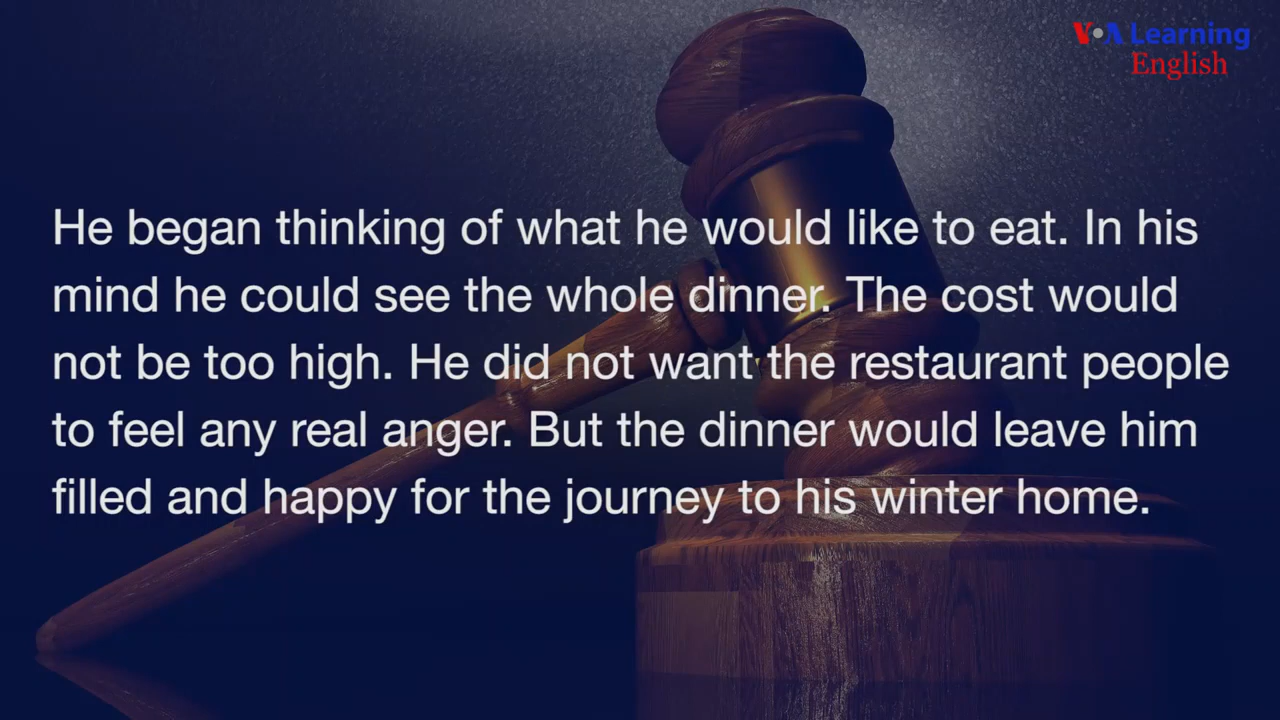 VOA Learning
English
He began thinking of what he would like to eat. In his
mind he could see the whole dinner. The cost would
not be too high. He did not want the restaurant people
to feel any real anger. But the dinner would leave him
filled and happy for the journey to his winter home.